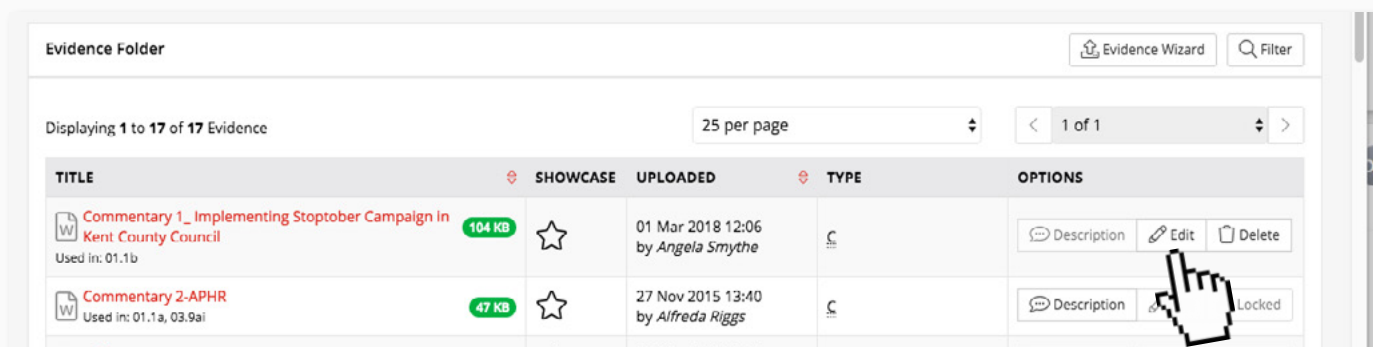 Evidence Folder
Evidence Wizard
Filter
Displaying 1 to 17 of 17 Evidence
25 per page
1 of 1
TITLE
SHOWCASE
UPLOADED
TYPE
OPTIONS
Commentary 1_ Implementing Stoptober Campaign in
Kent County Council
Used in: 01.1b
104 KB
01 Mar 2018 12:06
by Angela Smythe
C
Description
Edit
Delete
Commentary 2-APHR
Used in: 01.1a, 03.9ai
47 KB
27 Nov 2015 13:40
by Alfreda Riggs
C
Description
Locked